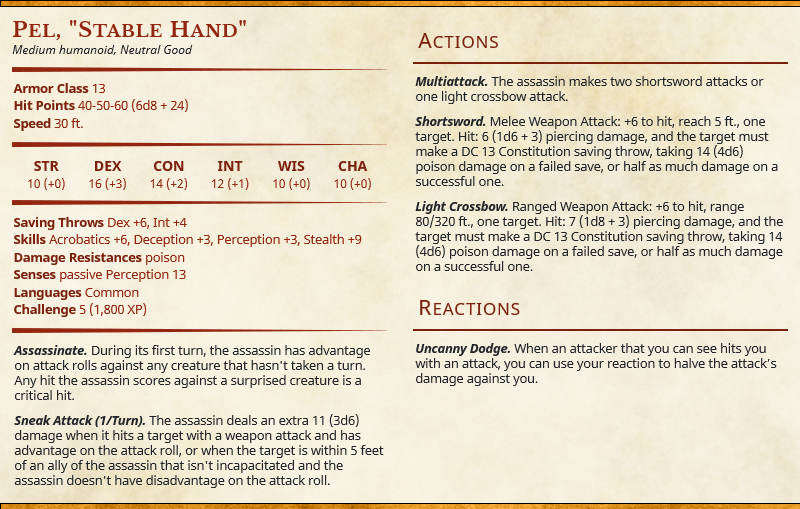 Pel, "Stable Hand"
Medium humanoid, Neutral Good
Armor Class 13
Hit Points 40-50-60 (6d8 + 24)
Speed 30 ft.
STR DEX CON INT WIS CHA
10 (+0) 16 (+3) 14 (+2) 12 (+1) 10 (+0) 10 (+0)
Saving Throws Dex +6, Int +4
Skills Acrobatics +6, Deception +3, Perception +3, Stealth +9
Damage Resistances poison
Senses passive Perception 13
Languages Common
Challenge 5 (1,800 XP)
Assassinate. During its first turn, the assassin has advantage
on attack rolls against any creature that hasn't taken a turn.
Any hit the assassin scores against a surprised creature is a
critical hit.
Sneak Attack (1/Turn). The assassin deals an extra 11 (3d6)
damage when it hits a target with a weapon attack and has
advantage on the attack roll, or when the target is within 5 feet
of an ally of the assassin that isn't incapacitated and the
assassin doesn't have disadvantage on the attack roll.
Actions
Multiattack. The assassin makes two shortsword attacks or
one light crossbow attack.
Shortsword. Melee Weapon Attack: +6 to hit, reach 5 ft., one
target. Hit: 6 (1d6 + 3) piercing damage, and the target must
make a DC 13 Constitution saving throw, taking 14 (4d6)
poison damage on a failed save, or half as much damage on a
successful one.
Light Crossbow. Ranged Weapon Attack: +6 to hit, range
80/320 ft., one target. Hit: 7 (1d8 + 3) piercing damage, and the
target must make a DC 13 Constitution saving throw, taking 14
(4d6) poison damage on a failed save, or half as much damage
on a successful one.
Reactions
Uncanny Dodge. When an attacker that you can see hits you
with an attack, you can use your reaction to halve the attack's
damage against you.